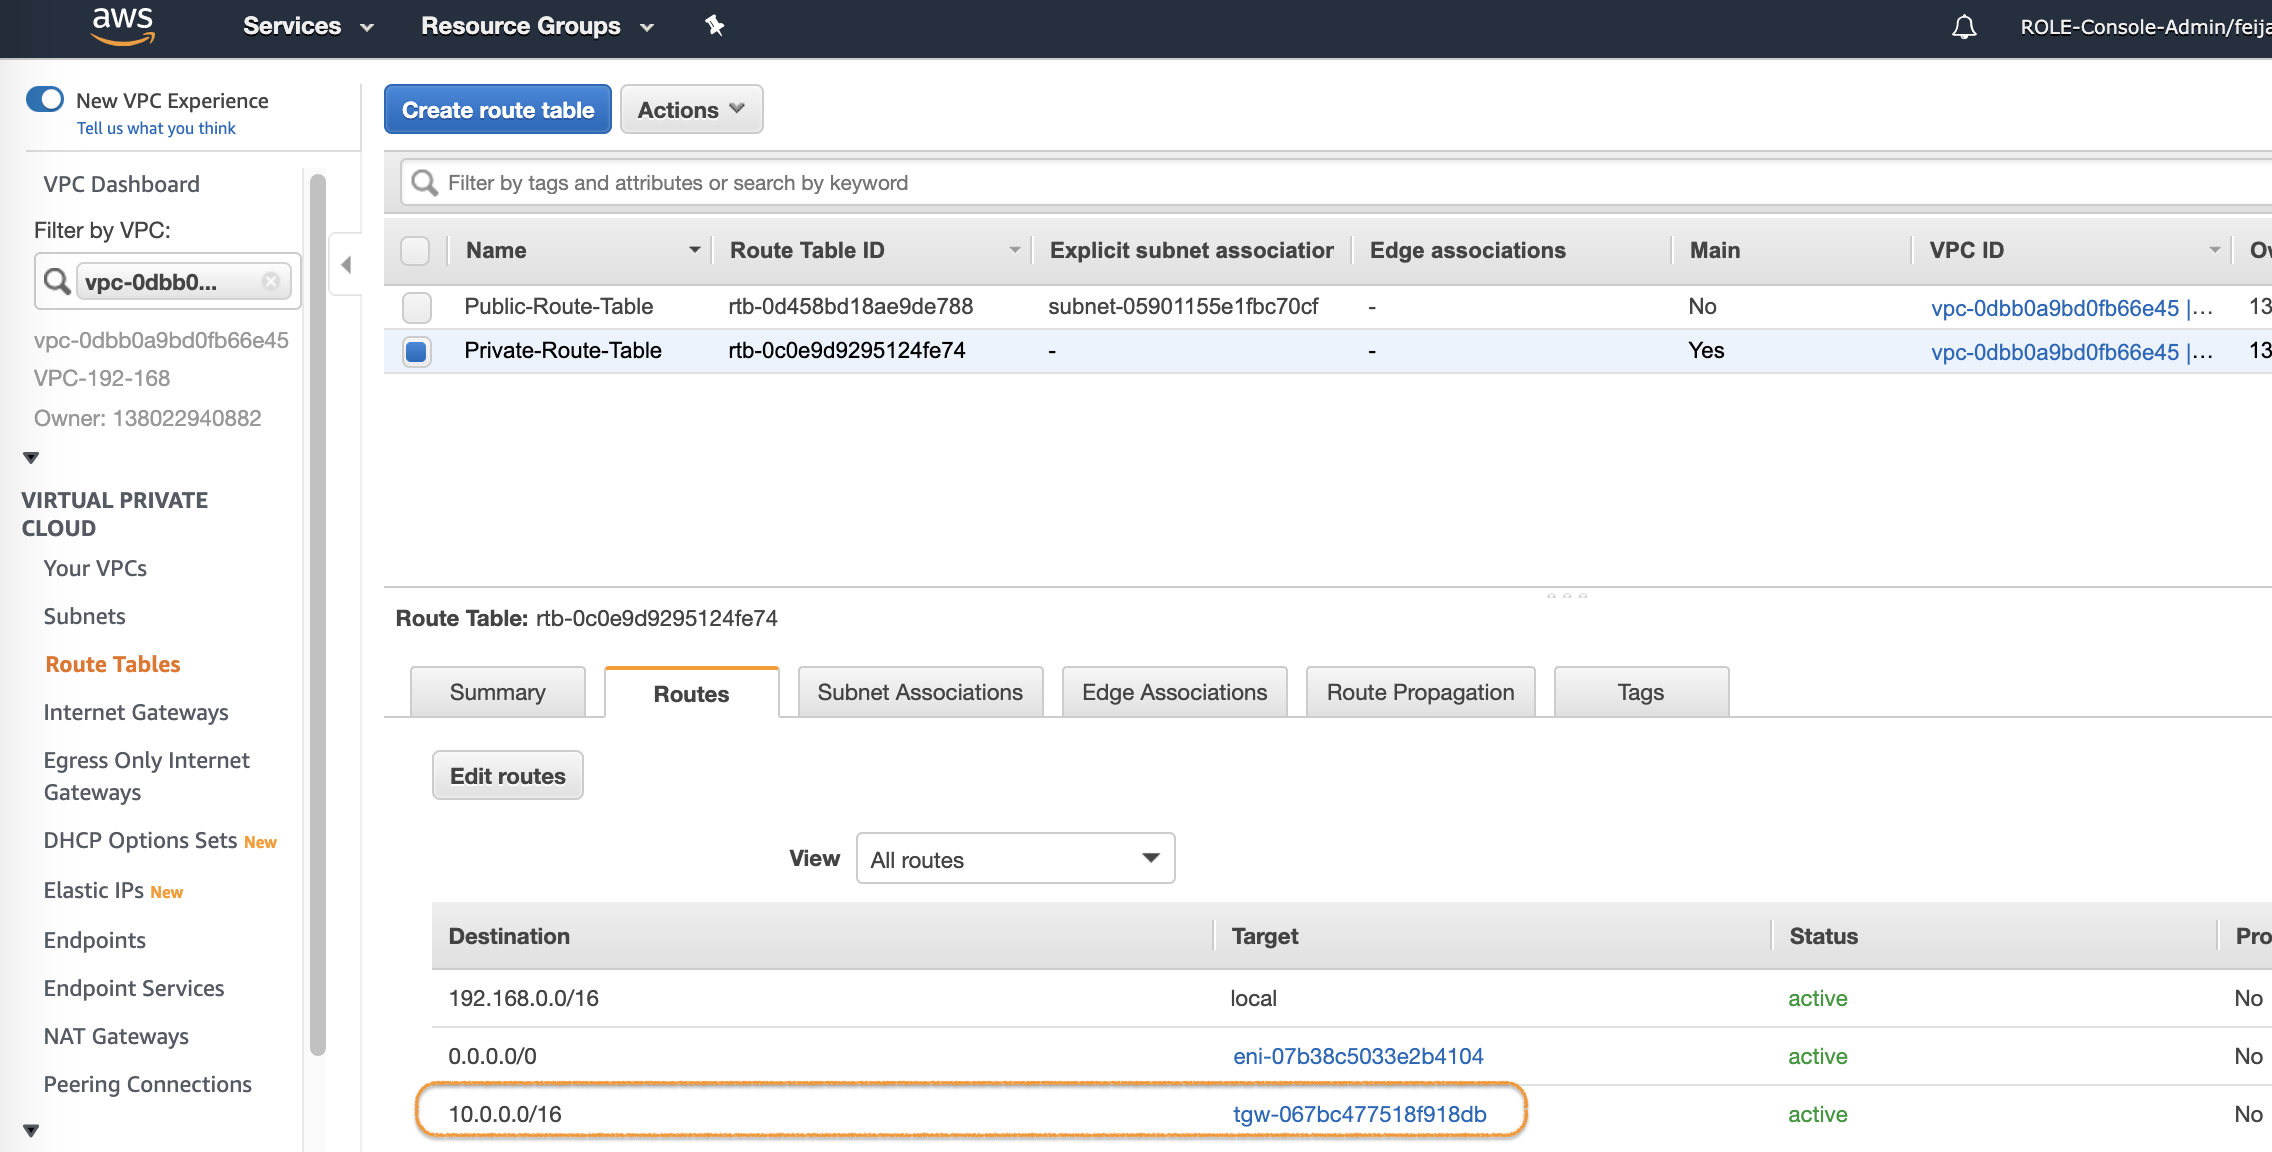 aws Services Resource Groups ROLE-Console-Admin/feija
New VPC Experience
Tell us what you think
VPC Dashboard
Filter by VPC:
vpc-0dbb0...
vpc-0dbb0a9bd0fb66e45
VPC-192-168
Owner: 138022940882
VIRTUAL PRIVATE
CLOUD
Your VPCs
Subnets
Route Tables
Internet Gateways
Egress Only Internet
Gateways
DHCP Options Sets New
Elastic IPs New
Endpoints
Endpoint Services
NAT Gateways
Peering Connections
Create route table Actions
Filter by tags and attributes or search by keyword
Name Route Table ID Explicit subnet association Edge associations Main VPC ID Ow
Public-Route-Table rtb-0d458bd18ae9de788 subnet-05901155e1fbc70cf - No vpc-0dbb0a9bd0fb66e45 |... 13
Private-Route-Table rtb-0c0e9d9295124fe74 - - Yes vpc-0dbb0a9bd0fb66e45 |... 13
Route Table: rtb-0c0e9d9295124fe74
Summary Routes Subnet Associations Edge Associations Route Propagation Tags
Edit routes
View All routes
Destination Target Status Pro
192.168.0.0/16 local active No
0.0.0.0/0 eni-07b38c5033e2b4104 active No
10.0.0.0/16 tgw-067bc477518f918db active No